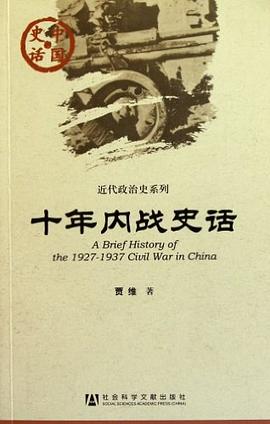 中国
史话
近代政治史系列
十年内战史话
A Brief History of
the 1927-1937 Civil War in China
贾维 著
社会科学文献出版社
SOCIAL SCIENCES ACADEMIC PRESS (CHINA)